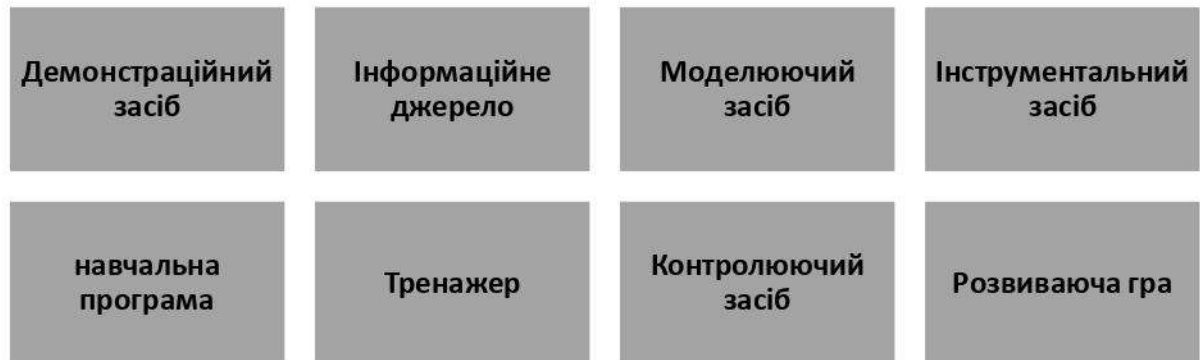 Демонстраційний
засіб
Інформаційне
джерело
Моделюючий
засіб
Інструментальний
засіб
навчальна
програма
Тренажер
Контролюючий
засіб
Розвиваюча гра